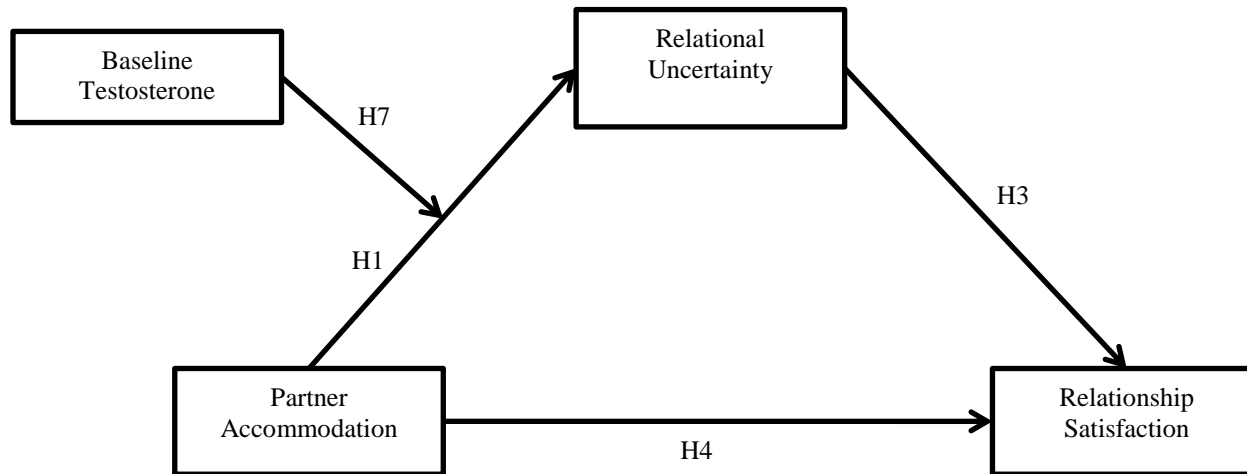 Baseline
Testosterone
Relational
Uncertainty
H7
H3
H1
Partner
Accommodation
H4
Relationship
Satisfaction